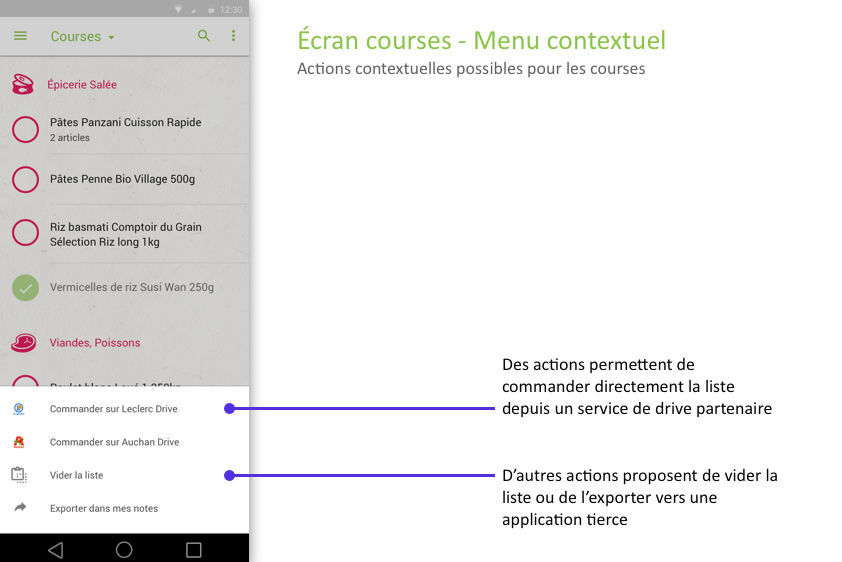 12:30
Courses
Épicerie Salée
Pâtes Panzani Cuisson Rapide
2 articles
Pâtes Penne Bio Village 500g
Riz basmati Comptoir du Grain
Sélection Riz long 1kg
Vermicelles de riz Susi Wan 250g
Viandes, Poissons
Commander sur Leclerc Drive
Commander sur Auchan Drive
Vider la liste
Exporter dans mes notes
Écran courses - Menu contextuel
Actions contextuelles possibles pour les courses
Des actions permettent de
commander directement la liste
depuis un service de drive partenaire
D’autres actions proposent de vider la
liste ou de l’exporter vers une
application tierce